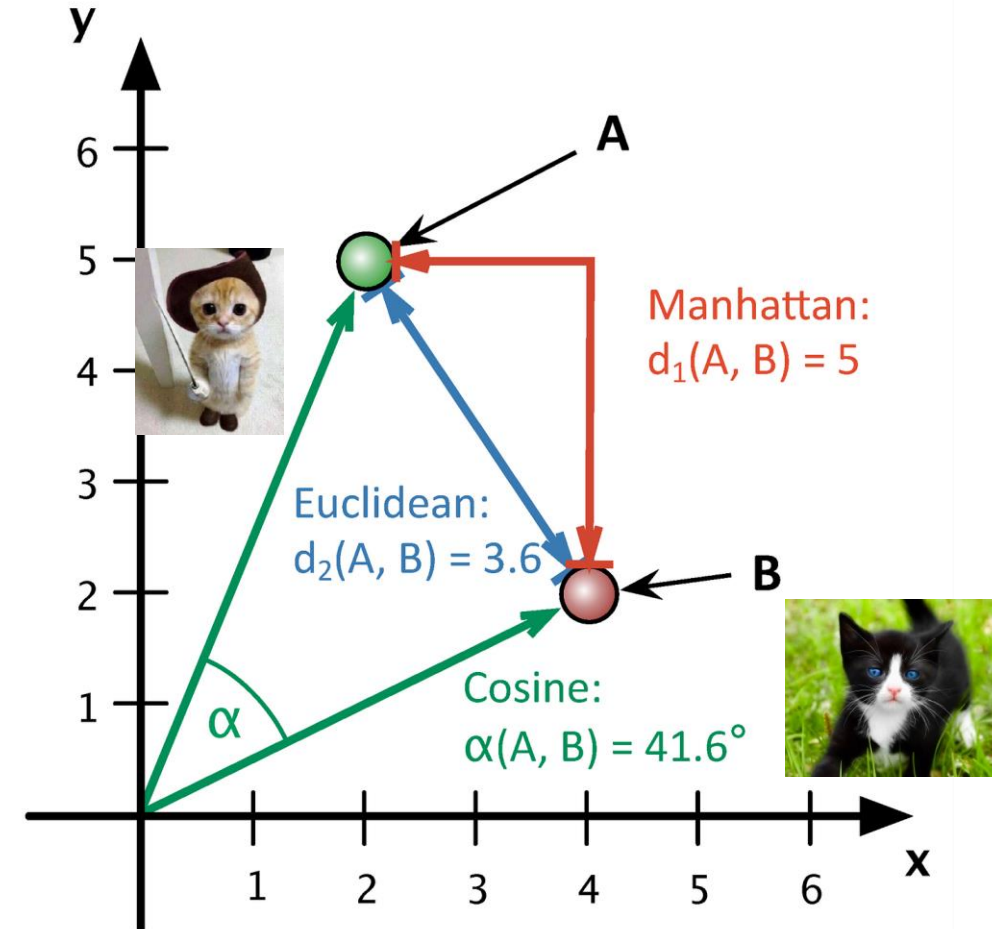 y
6
5
4
3
2
1
A
Manhattan:
d₁(A, B) = 5
Euclidean:
d₂(A, B) = 3.6
B
Cosine:
α(A, B) = 41.6°
α
1 2 3 4 5 6
x